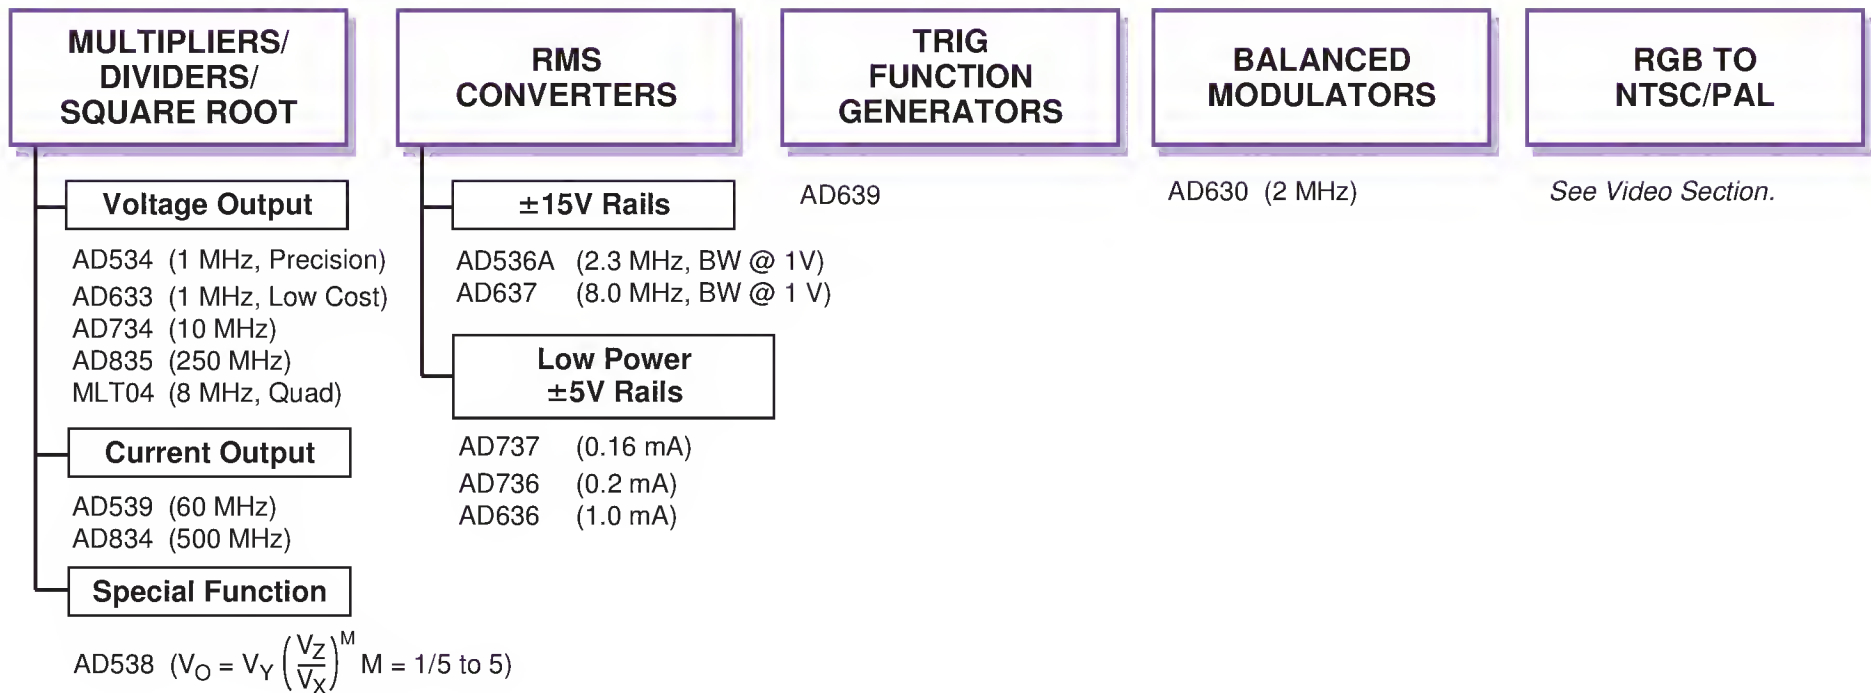 MULTIPLIERS/
DIVIDERS/
SQUARE ROOT
Voltage Output
AD534 (1 MHz, Precision)
AD633 (1 MHz, Low Cost)
AD734 (10 MHz)
AD835 (250 MHz)
MLT04 (8 MHz, Quad)
Current Output
AD539 (60 MHz)
AD834 (500 MHz)
Special Function
AD538 (V_O = V_Y (V_Z/V_X)^M M = 1/5 to 5)
RMS
CONVERTERS
±15V Rails
AD536A (2.3 MHz, BW @ 1V)
AD637 (8.0 MHz, BW @ 1 V)
Low Power
±5V Rails
AD737 (0.16 mA)
AD736 (0.2 mA)
AD636 (1.0 mA)
TRIG
FUNCTION
GENERATORS
AD639
BALANCED
MODULATORS
AD630 (2 MHz)
RGB TO
NTSC/PAL
See Video Section.